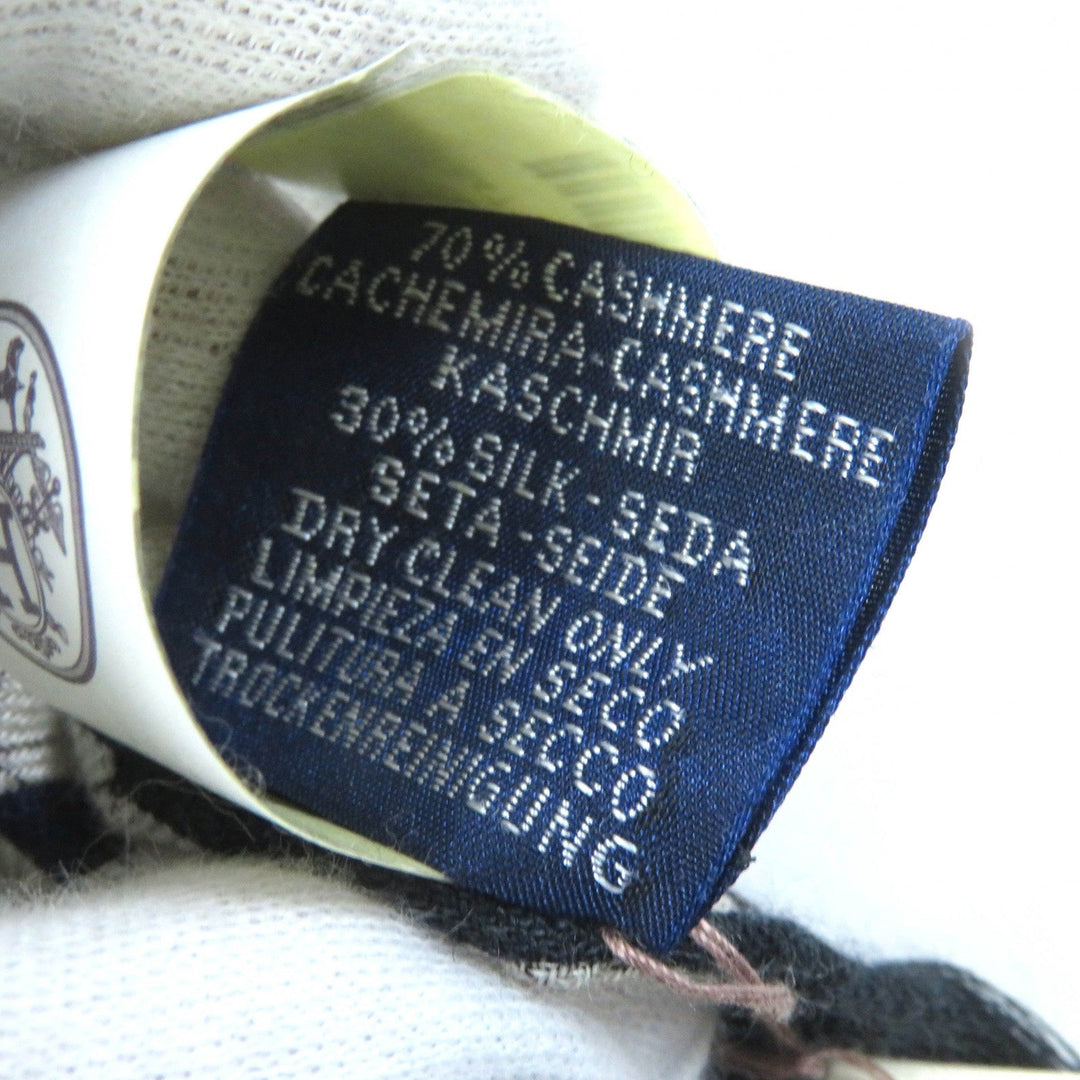 70% CASHMERE
CACHEMIRA-CASHMERE
KASCHMIR
30% SILK - SEDA
SETA - SEIDE
DRY CLEAN ONLY
LIMPIEZA EN SECO
PULITURA A SECCO
TROCKENREINIGUNG